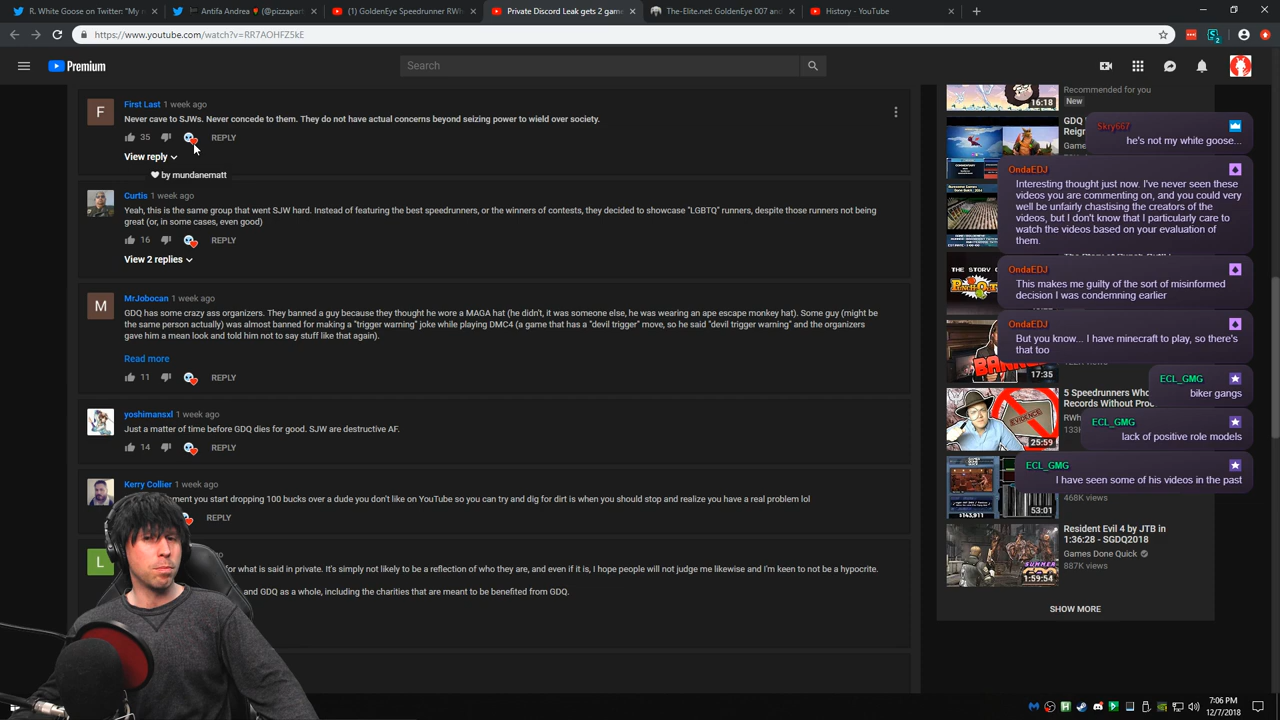 R. White Goose on Twitter: "My n
Antifa Andrea (@pizzapart
(1) GoldenEye Speedrunner RWh
Private Discord Leak gets 2 game
The-Elite.net: GoldenEye 007 and
History - YouTube
https://www.youtube.com/watch?v=RR7AOHFZ5kE
Premium
Search
F
First Last 1 week ago
Never cave to SJWs. Never concede to them. They do not have actual concerns beyond seizing power to wield over society.
35 REPLY
View reply
by mundanematt
Curtis 1 week ago
Yeah, this is the same group that went SJW hard. Instead of featuring the best speedrunners, or the winners of contests, they decided to showcase "LGBTQ" runners, despite those runners not being
great (or, in some cases, even good)
16 REPLY
View 2 replies
M
MrJobocan 1 week ago
GDQ has some crazy ass organizers. They banned a guy because they thought he wore a MAGA hat (he didn't, it was himself, he was wearing an ape escape monkey hat). Some guy (might be
the same person actually) was almost banned for making a "trigger warning" joke while playing DMC4 (a game that has a "devil trigger" move, so he said "devil trigger warning" and the organizers
gave him a mean look and told him not to say stuff like that again).
Read more
11 REPLY
yoshimansxl 1 week ago
Just a matter of time before GDQ dies for good. SJW are destructive AF.
14 REPLY
Kerry Collier 1 week ago
ment you start dropping 100 bucks over a dude you don't like on YouTube so you can try and dig for dirt is when you should stop and realize you have a real problem lol
REPLY
L
ago
for what is said in private. It's simply not likely to be a reflection of who they are, and even if it is, I hope people will not judge me likewise and I'm keen to not be a hypocrite.
and GDQ as a whole, including the charities that are meant to be benefited from GDQ.
16:18
Recommended for you
New
GDQ
Reign
Game
THE STORY OF
PUNCH-OUT
BANNED
17:35
5 Speedrunners Who
Records Without Proo
RWh
133K
EVIDENCE
25:59
$143,911
468K views
53:01
Resident Evil 4 by JTB in
1:36:28 - SGDQ2018
Games Done Quick
887K views
1:59:54
SHOW MORE
Skry667
he's not my white goose...
OndaEDJ
Interesting thought just now. I've never seen these
videos you are commenting on, and you could very
well be unfairly chastising the creators of the
videos, but I don't know that I particularly care to
watch the videos based on your evaluation of
them.
OndaEDJ
This makes me guilty of the sort of misinformed
decision I was condemning earlier
OndaEDJ
But you know... I have minecraft to play, so there's
that too
ECL_GMG
biker gangs
ECL_GMG
lack of positive role models
ECL_GMG
I have seen some of his videos in the past
7:06 PM
12/7/2018